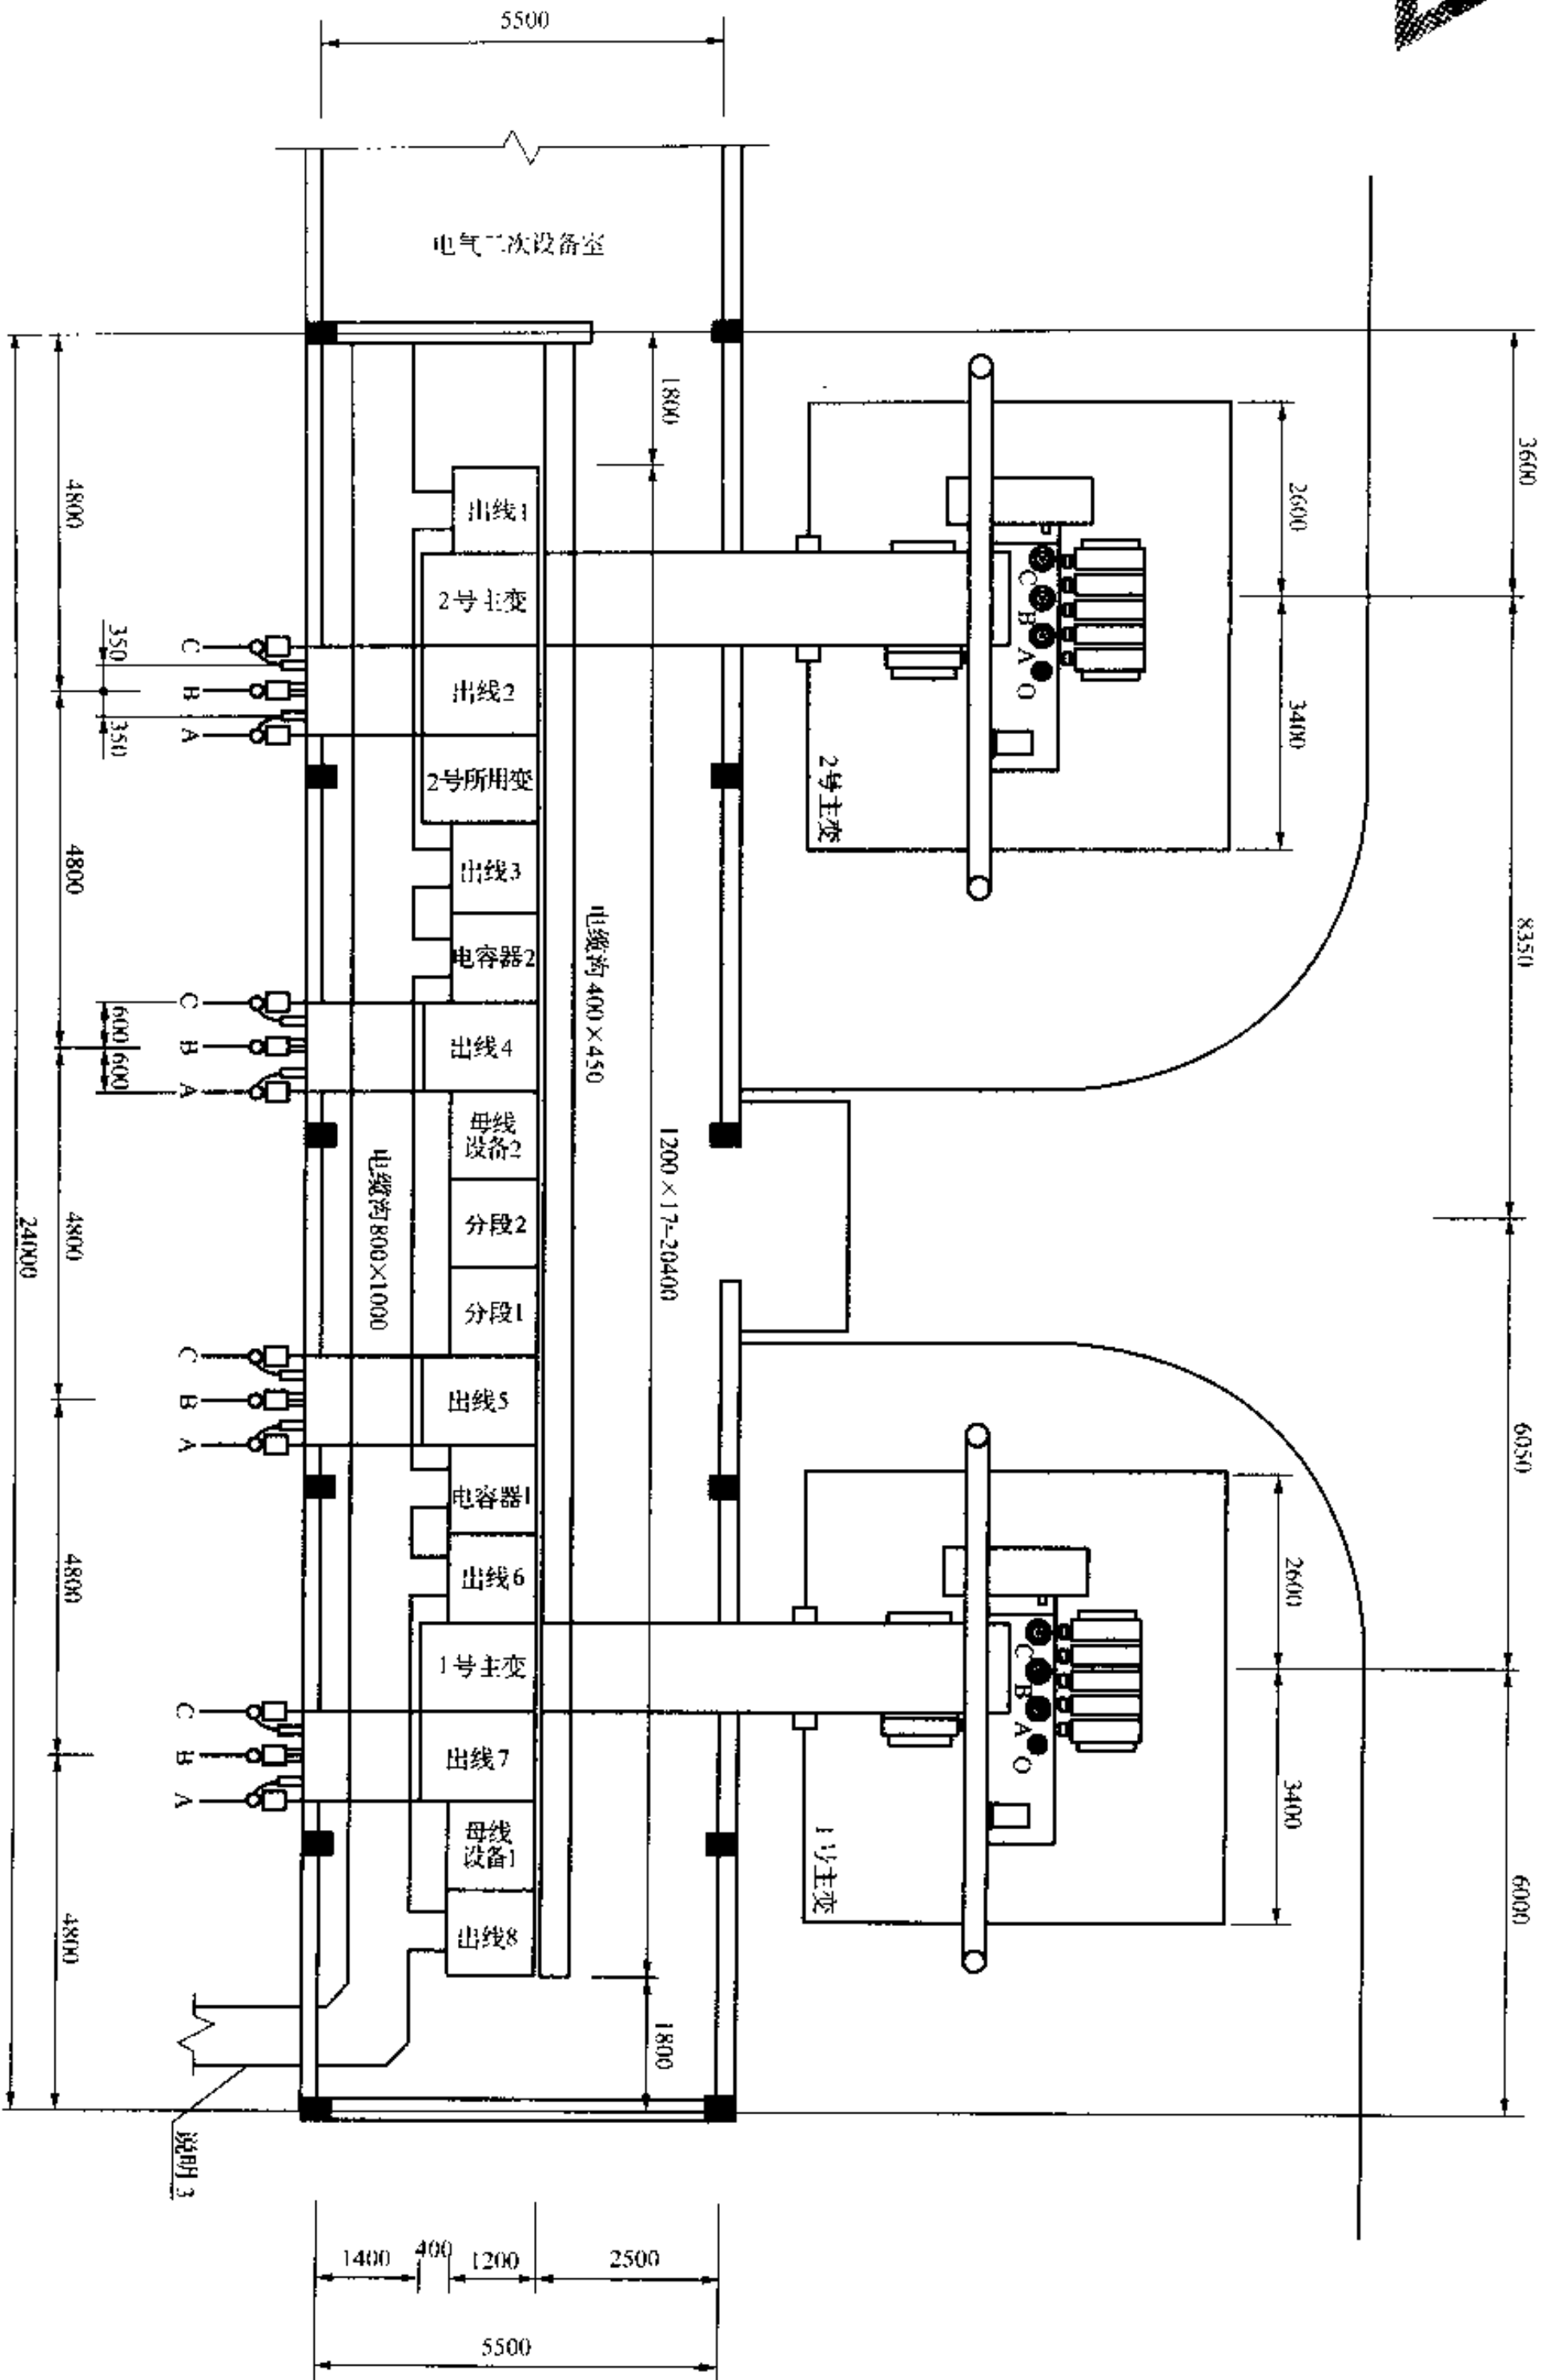 5500
电气二次设备室
1800
3600
2600
4800
出线1
2号主变
C
B
A
O
350
C
B
出线2
350
A
3400
2号所用变
2号主变
4800
出线3
8350
电缆沟400×450
电容器2
C
600
B
出线4
600
A
母线
设备2
1200×17=20400
电缆沟800×1000
4800
24000
分段2
分段1
C
B
出线5
A
6050
电容器1
4800
出线6
2600
1号主变
C
B
A
O
C
B
出线7
A
3400
母线
设备1
1号主变
6000
4800
出线8
1800
说明3
1400
400
1200
2500
5500